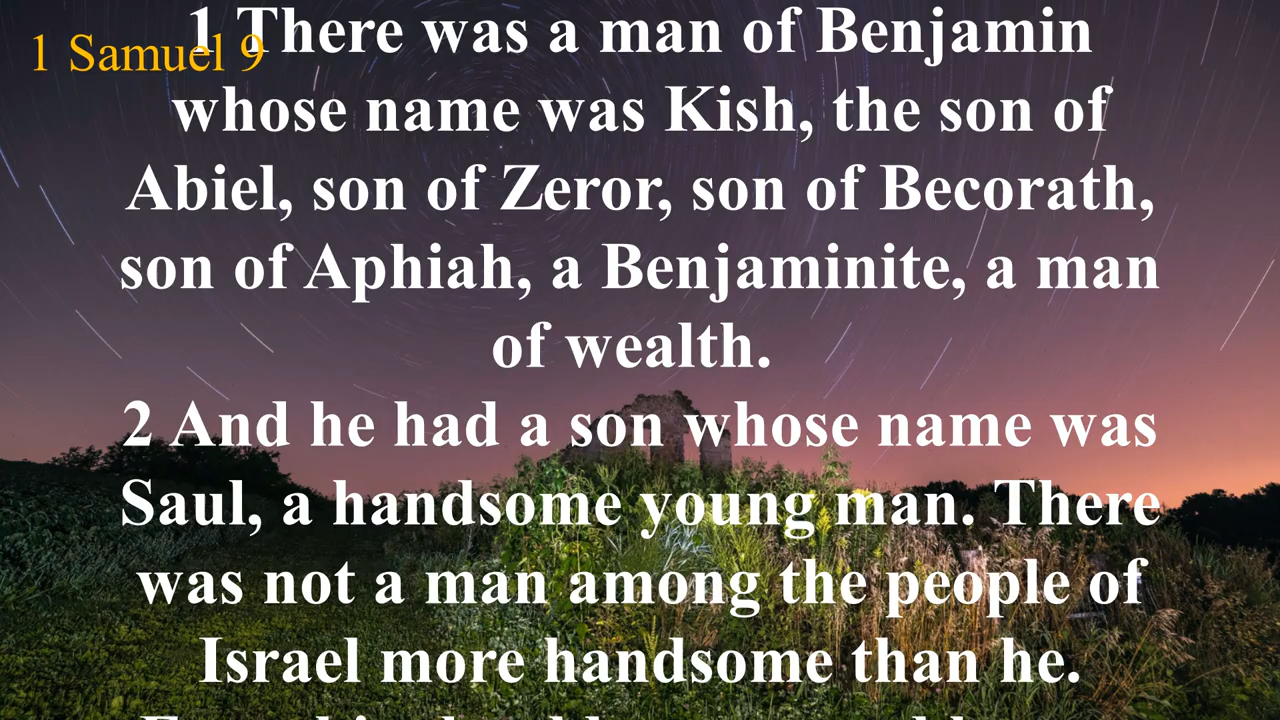 1 Samuel 9
1 There was a man of Benjamin
whose name was Kish, the son of
Abiel, son of Zeror, son of Becorath,
son of Aphiah, a Benjaminite, a man
of wealth.
2 And he had a son whose name was
Saul, a handsome young man. There
was not a man among the people of
Israel more handsome than he.